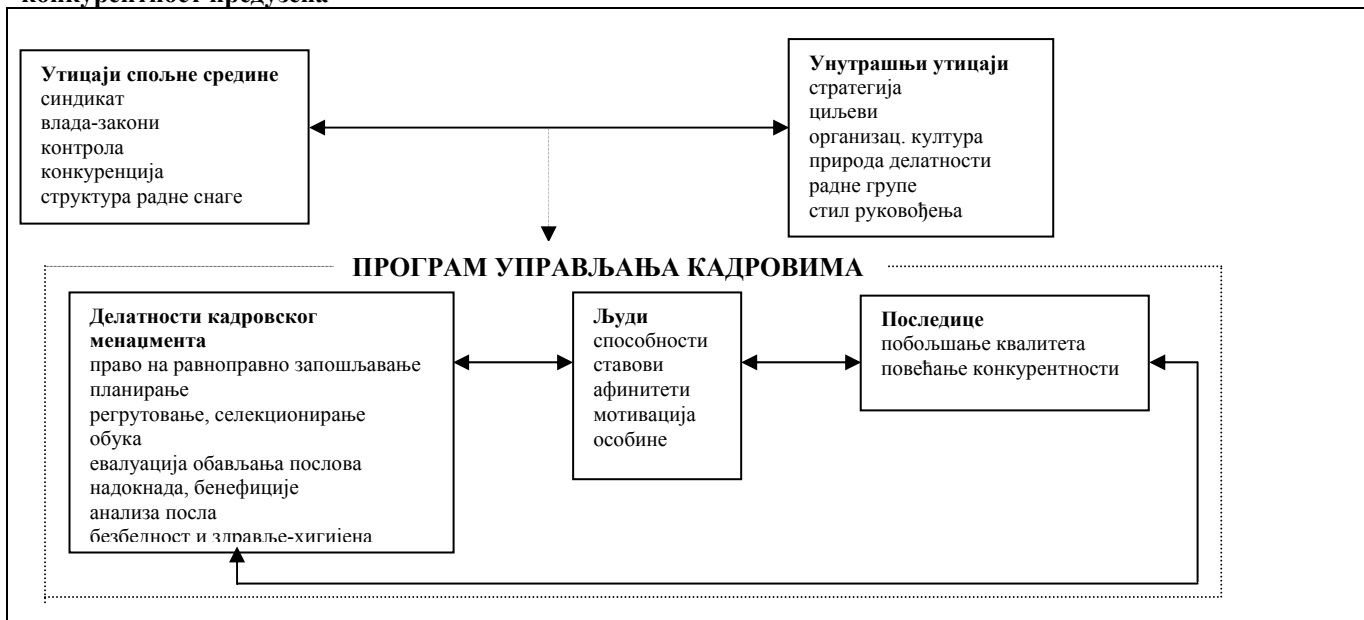 конкурентност предузећа
Утицаји спољне средине
синдикат
влада-закони
контрола
конкуренција
структура радне снаге
Унутрашњи утицаји
стратегија
циљеви
организац. култура
природа делатности
радне групе
стил руковођења
ПРОГРАМ УПРАВЉАЊА КАДРОВИМА
Делатности кадровског
менаџмента
право на равноправно запошљавање
планирање
регрутовање, селекционирање
обука
евалуација обављања послова
надокнада, бенефиције
анализа посла
безбедност и здравље-хигијена
Људи
способности
ставови
афинитети
мотивација
особине
Последице
побољшање квалитета
повећање конкурентности